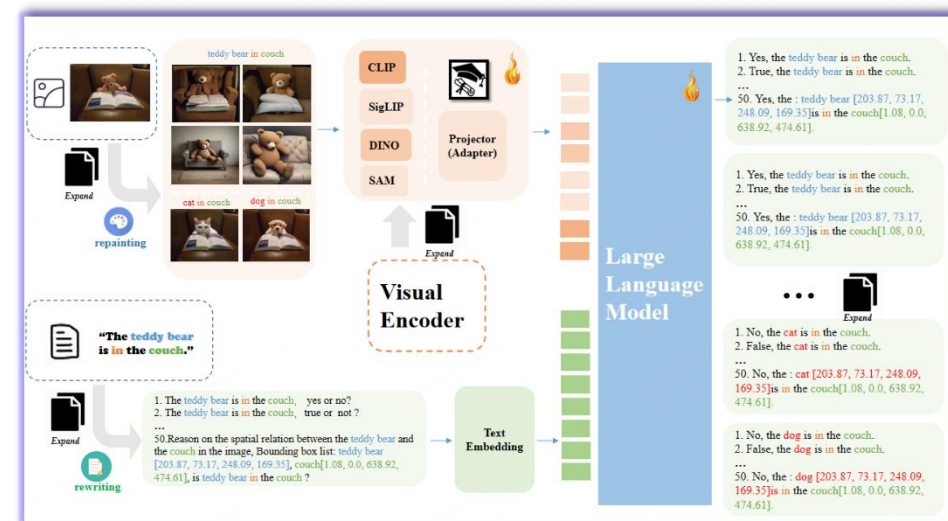 teddy bear in couch
cat in couch
dog in couch
Expand
repainting
CLIP
SigLIP
DINO
SAM
Projector
(Adapter)
Expand
Visual
Encoder
“The teddy bear
is in the couch.”
Expand
rewriting
1. The teddy bear is in the couch, yes or no?
2. The teddy bear is in the couch, true or not ?
...
50.Reason on the spatial relation between the teddy bear and
the couch in the image, Bounding box list: teddy bear
[203.87, 73.17, 248.09, 169.35], couch[1.08, 0.0, 638.92,
474.61], is teddy bear in the couch ?
Text
Embedding
Large
Language
Model
1. Yes, the teddy bear is in the couch.
2. True, the teddy bear is in the couch.
...
50. Yes, the : teddy bear [203.87, 73.17,
248.09, 169.35]is in the couch[1.08, 0.0,
638.92, 474.61].
1. Yes, the teddy bear is in the couch.
2. True, the teddy bear is in the couch.
...
50. Yes, the : teddy bear [203.87, 73.17,
248.09, 169.35]is in the couch[1.08, 0.0,
638.92, 474.61].
...
Expand
1. No, the cat is in the couch.
2. False, the cat is in the couch.
...
50. No, the : cat [203.87, 73.17, 248.09,
169.35]is in the couch[1.08, 0.0, 638.92,
474.61].
1. No, the dog is in the couch.
2. False, the dog is in the couch.
...
50. No, the : dog [203.87, 73.17, 248.09,
169.35]is in the couch[1.08, 0.0, 638.92,
474.61].